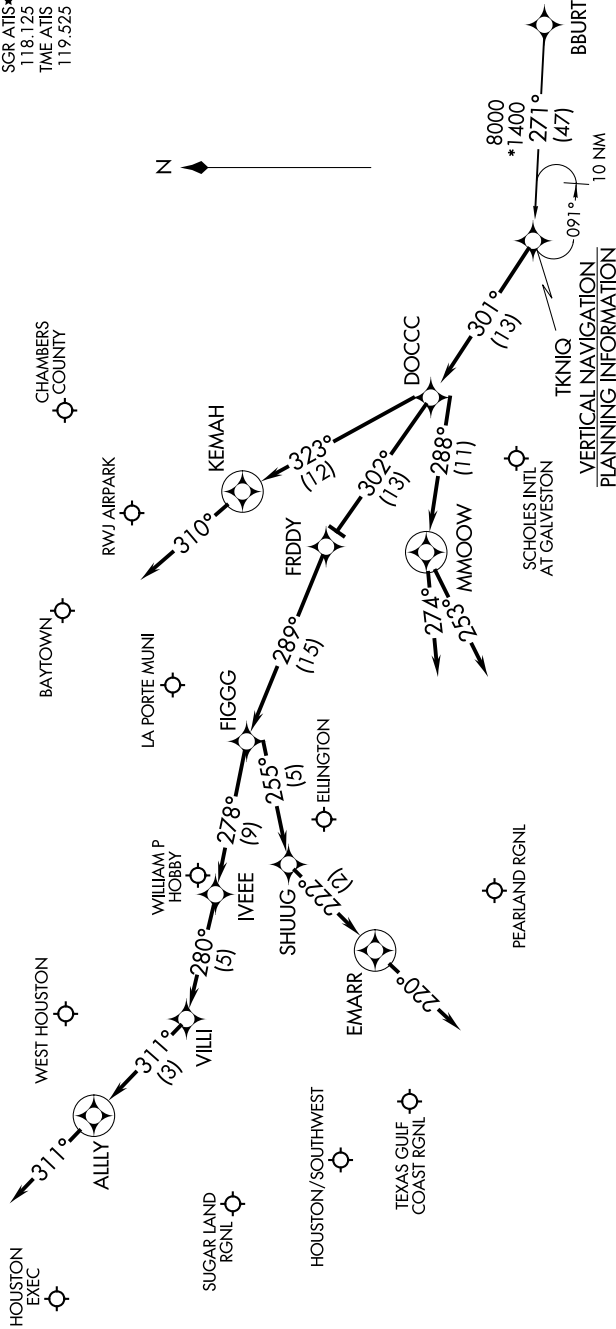 SGR ATIS*
118.125
TME ATIS
119.525
HOUSTON
EXEC
311°
ALLLY
311°
(3)
VILLI
280°
(5)
IVEEE
WEST HOUSTON
WILLIAM P
HOBBY
278°
(9)
FIGGG
255°
(5)
SHUUG
222°
(2)
EMARR
220°
ELLINGTON
SUGAR LAND
RGNL
HOUSTON/SOUTHWEST
TEXAS GULF
COAST RGNL
PEARLAND RGNL
LA PORTE MUNI
BAYTOWN
RWJ AIRPARK
CHAMBERS
COUNTY
289°
(15)
FRDDY
302°
(13)
310°
KEMAH
323°
(12)
DOCCC
288°
(11)
MMOOW
274°
253°
SCHOLES INTL
AT GALVESTON
301°
(13)
TKNIQ
N
8000
*1400
271°
(47)
091°
10 NM
BBURT
VERTICAL NAVIGATION
PLANNING INFORMATION